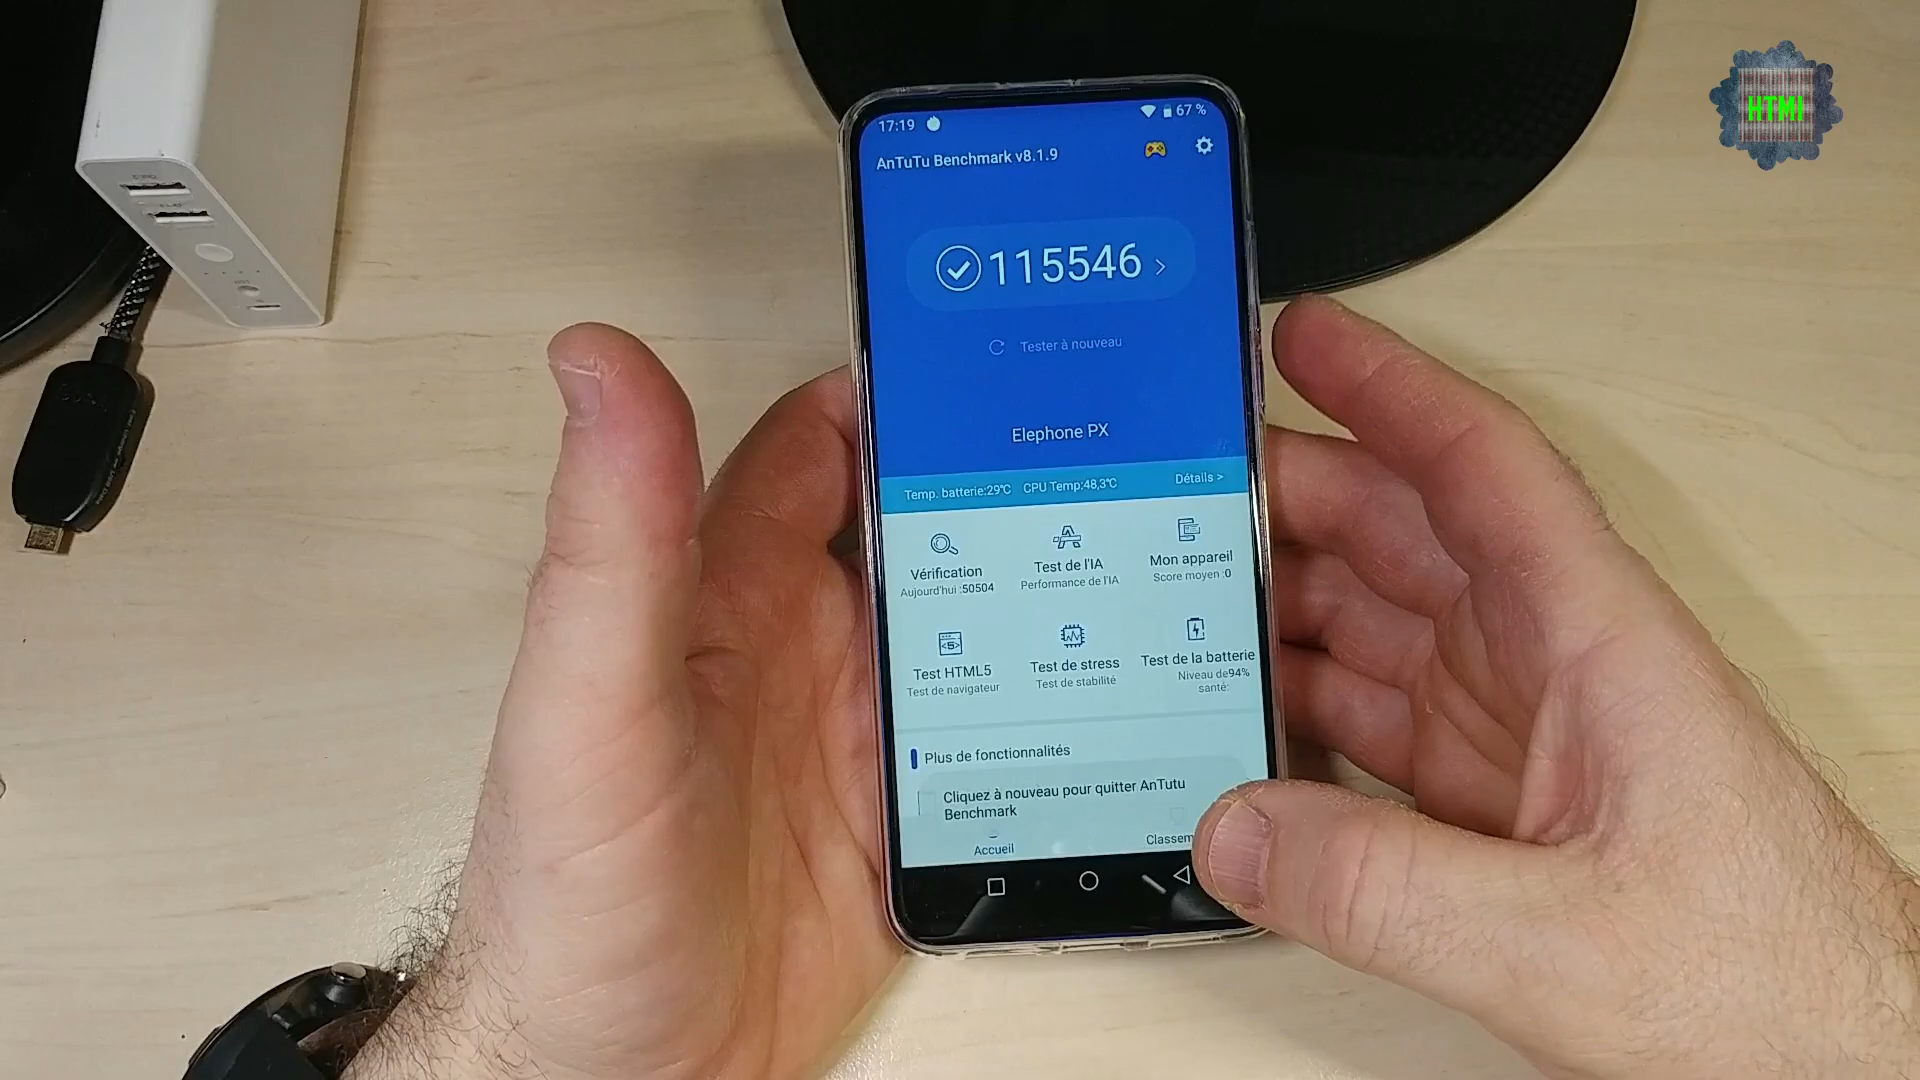 HTMI
17:19
67 %
AnTuTu Benchmark v8.1.9
115546
Tester à nouveau
Elephone PX
Temp. batterie:29℃ CPU Temp:48,3℃ Détails >
Vérification
Aujourd'hui :50504
Test de l'IA
Performance de l'IA
Mon appareil
Score moyen :0
Test HTML5
Test de navigateur
Test de stress
Test de stabilité
Test de la batterie
Niveau de94%
santé:
Plus de fonctionnalités
Cliquez à nouveau pour quitter AnTutu
Benchmark
Accueil
Classem